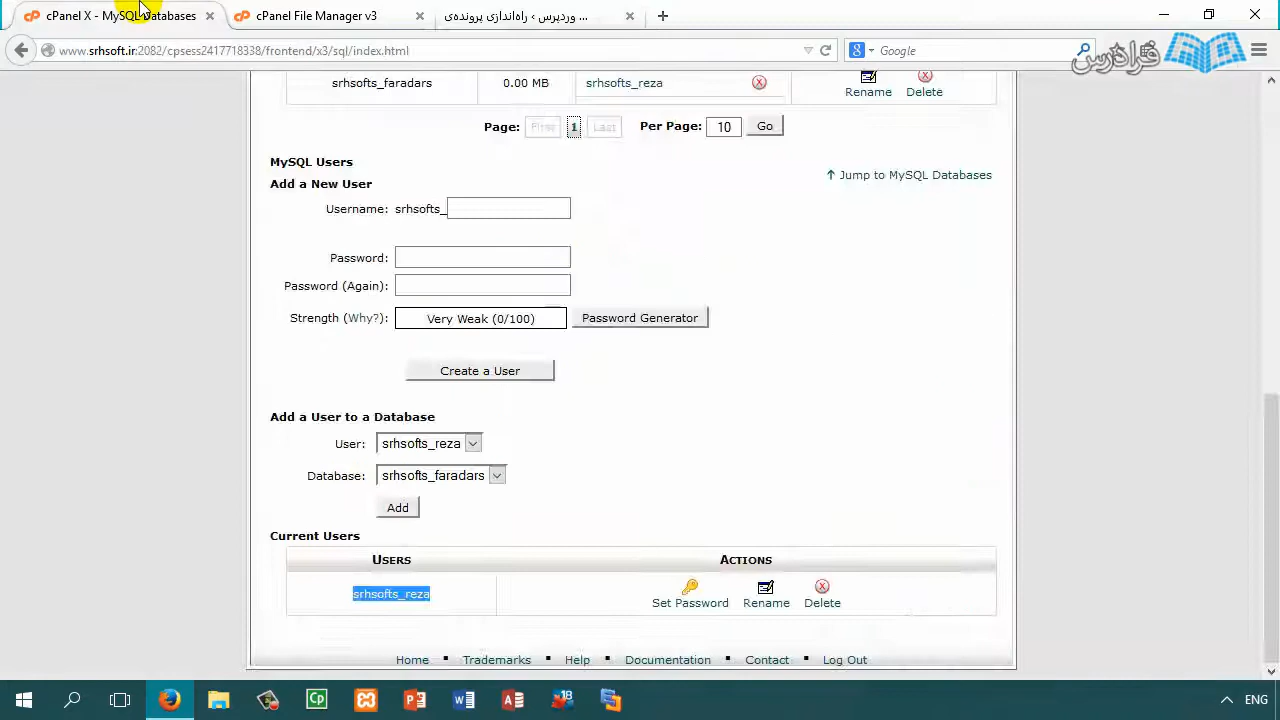 cPanel X - MySQL Databases
cPanel File Manager v3
وردپرس › راه‌اندازی پرونده‌ی ...
www.srhsoft.ir:2082/cpsess2417718338/frontend/x3/sql/index.html
Google
فرادرس
srhsofts_faradars 0.00 MB srhsofts_reza Rename Delete
Page: First 1 Last Per Page: 10 Go
MySQL Users
Jump to MySQL Databases
Add a New User
Username: srhsofts_
Password:
Password (Again):
Strength (Why?): Very Weak (0/100) Password Generator
Create a User
Add a User to a Database
User: srhsofts_reza
Database: srhsofts_faradars
Add
Current Users
USERS ACTIONS
srhsofts_reza Set Password Rename Delete
Home Trademarks Help Documentation Contact Log Out
ENG